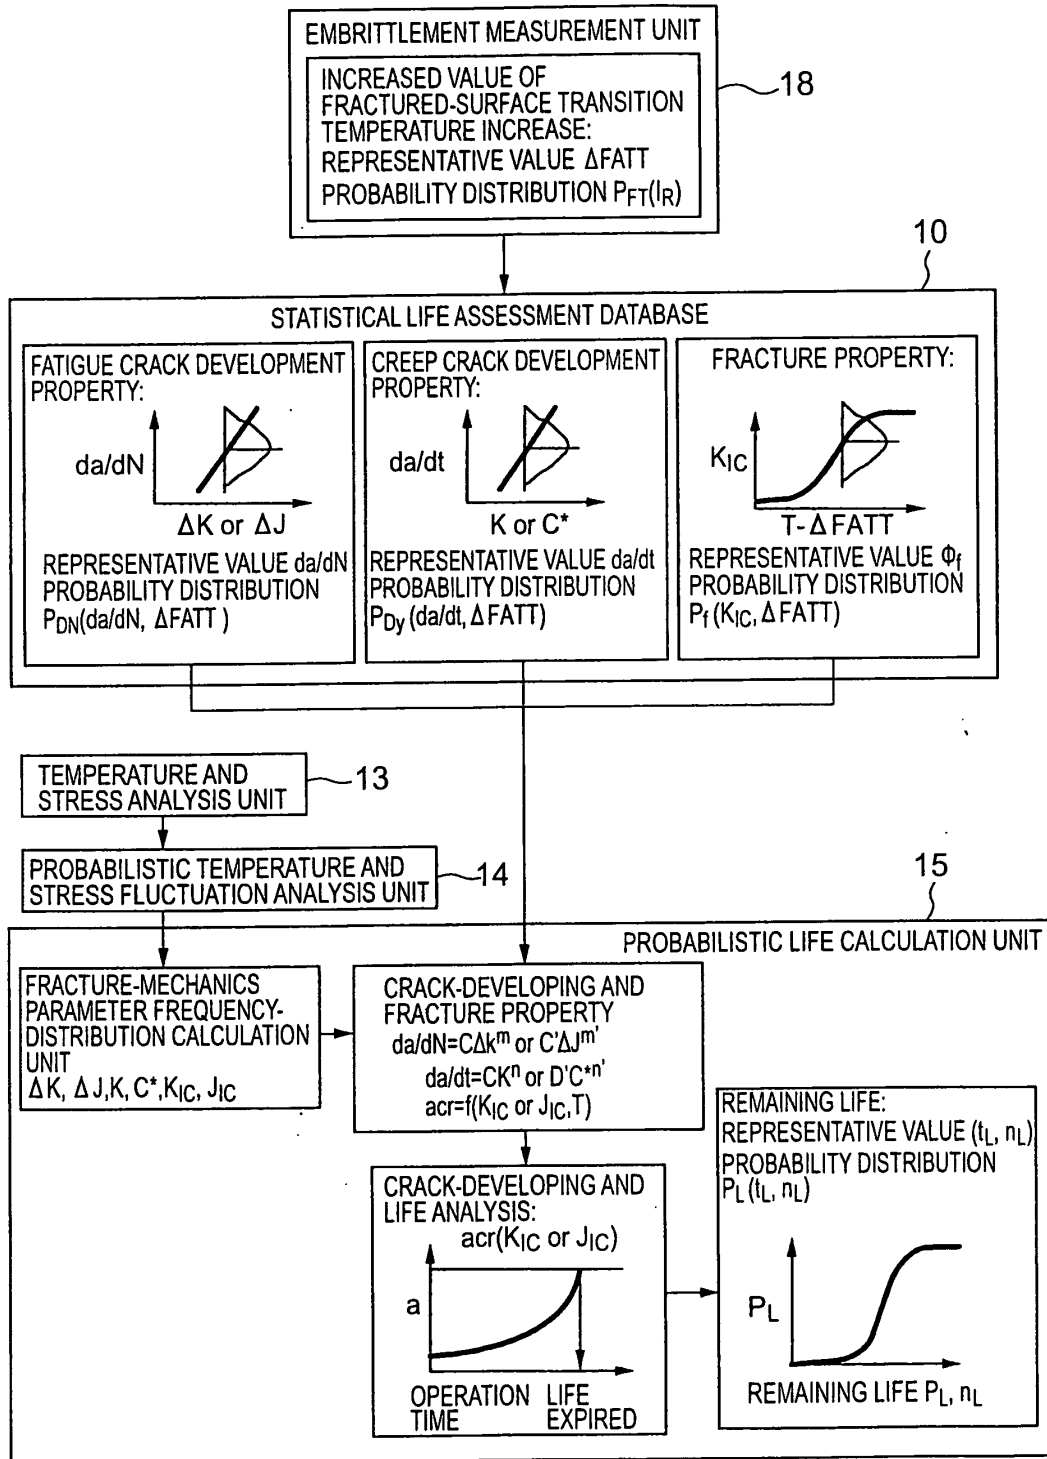 EMBRITTLEMENT MEASUREMENT UNIT
INCREASED VALUE OF
FRACTURED-SURFACE TRANSITION
TEMPERATURE INCREASE:
REPRESENTATIVE VALUE ΔFATT
PROBABILITY DISTRIBUTION PFT(IR)
18
10
STATISTICAL LIFE ASSESSMENT DATABASE
FATIGUE CRACK DEVELOPMENT
PROPERTY:
da/dN
ΔK or ΔJ
REPRESENTATIVE VALUE da/dN
PROBABILITY DISTRIBUTION
PDN(da/dN, ΔFATT )
CREEP CRACK DEVELOPMENT
PROPERTY:
da/dt
K or C*
REPRESENTATIVE VALUE da/dt
PROBABILITY DISTRIBUTION
PDy (da/dt, ΔFATT)
FRACTURE PROPERTY:
KIC
T-ΔFATT
REPRESENTATIVE VALUE Φf
PROBABILITY DISTRIBUTION
Pf (KIC, ΔFATT)
TEMPERATURE AND
STRESS ANALYSIS UNIT
13
PROBABILISTIC TEMPERATURE AND
STRESS FLUCTUATION ANALYSIS UNIT
14
15
PROBABILISTIC LIFE CALCULATION UNIT
FRACTURE-MECHANICS
PARAMETER FREQUENCY-
DISTRIBUTION CALCULATION
UNIT
ΔK, ΔJ,K, C*,KIC, JIC
CRACK-DEVELOPING AND
FRACTURE PROPERTY
da/dN=CΔk^m or C'ΔJ^m'
da/dt=CK^n or D'C*^n'
acr=f(KIC or JIC,T)
CRACK-DEVELOPING AND
LIFE ANALYSIS:
acr(KIC or JIC)
a
OPERATION
TIME
LIFE
EXPIRED
REMAINING LIFE:
REPRESENTATIVE VALUE (tL, nL)
PROBABILITY DISTRIBUTION
PL (tL, nL)
PL
REMAINING LIFE PL, nL